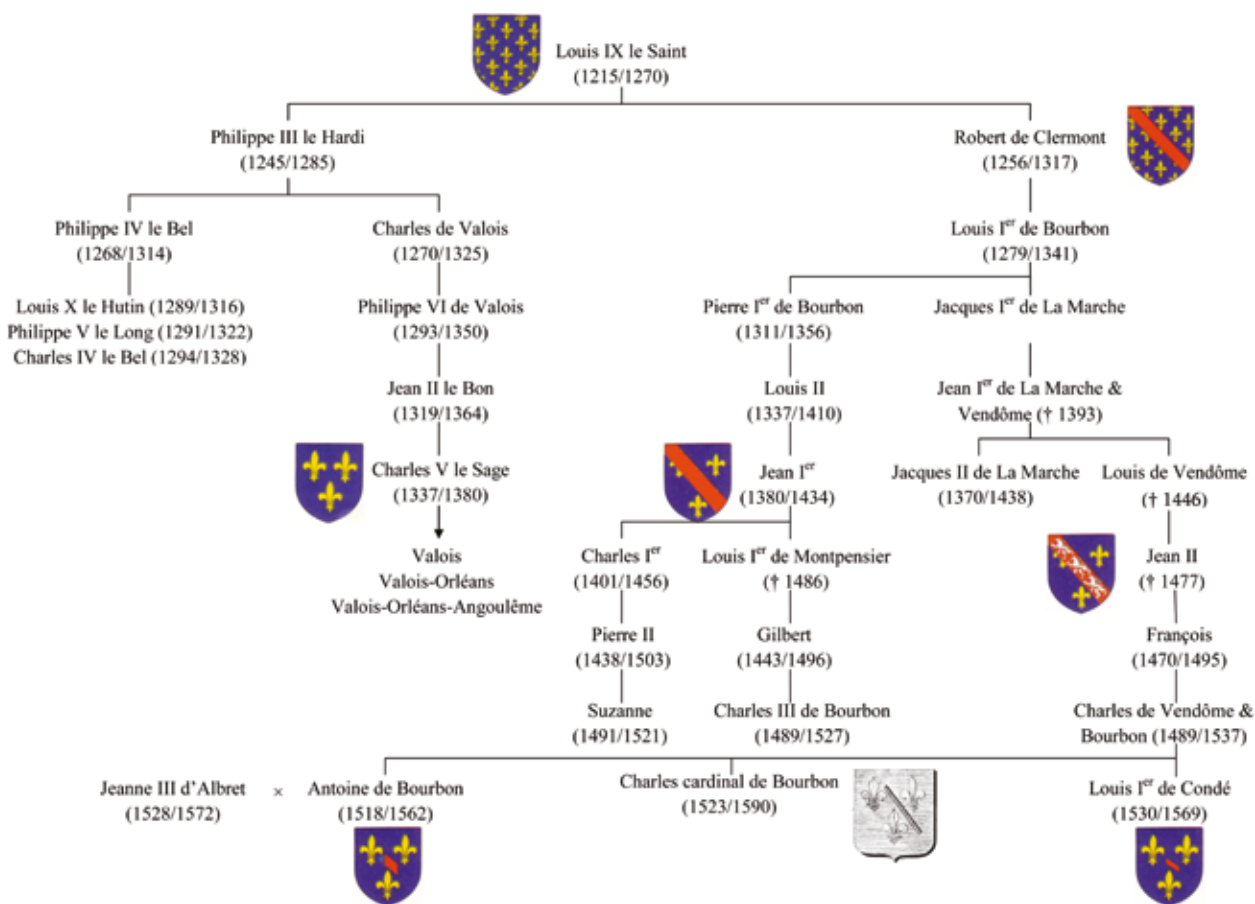 Louis IX le Saint
(1215/1270)
Philippe III le Hardi
(1245/1285)
Robert de Clermont
(1256/1317)
Philippe IV le Bel
(1268/1314)
Charles de Valois
(1270/1325)
Louis Ier de Bourbon
(1279/1341)
Louis X le Hutin (1289/1316)
Philippe V le Long (1291/1322)
Charles IV le Bel (1294/1328)
Philippe VI de Valois
(1293/1350)
Pierre Ier de Bourbon
(1311/1356)
Jacques Ier de La Marche
Jean II le Bon
(1319/1364)
Louis II
(1337/1410)
Jean Ier de La Marche &
Vendôme († 1393)
Charles V le Sage
(1337/1380)
Jean Ier
(1380/1434)
Jacques II de La Marche
(1370/1438)
Louis de Vendôme
(† 1446)
Valois
Valois-Orléans
Valois-Orléans-Angoulême
Charles Ier
(1401/1456)
Louis Ier de Montpensier
(† 1486)
Jean II
(† 1477)
Pierre II
(1438/1503)
Gilbert
(1443/1496)
François
(1470/1495)
Suzanne
(1491/1521)
Charles III de Bourbon
(1489/1527)
Charles de Vendôme &
Bourbon (1489/1537)
Jeanne III d'Albret
(1528/1572)
×
Antoine de Bourbon
(1518/1562)
Charles cardinal de Bourbon
(1523/1590)
Louis Ier de Condé
(1530/1569)